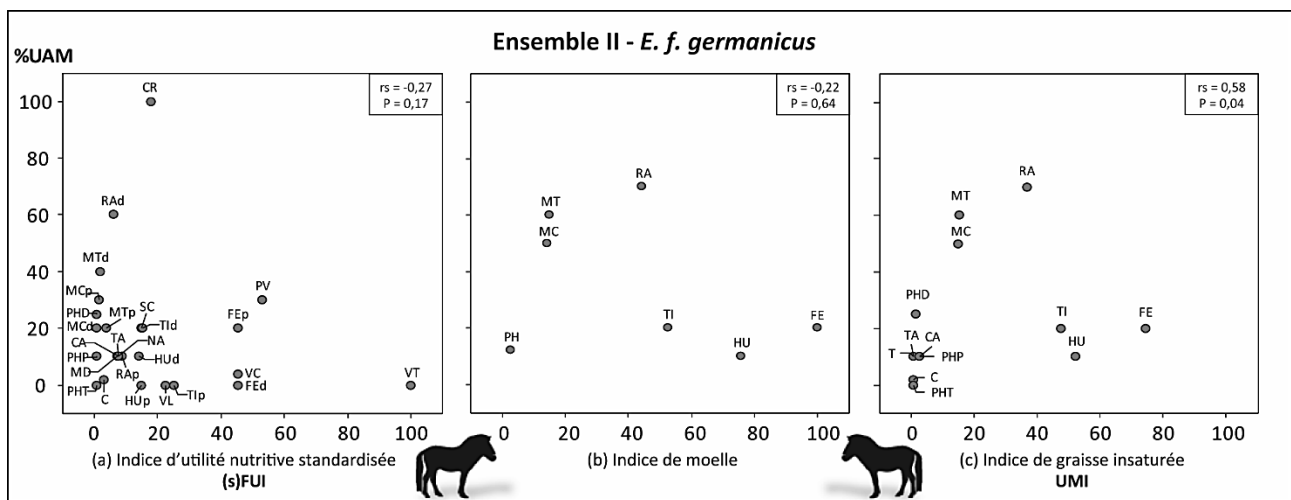 Ensemble II - E. f. germanicus
%UAM
rs = -0,27
P = 0,17
100
80
60
40
20
0
CR
RAd
MTd
MCp
PHD
MCd
MTp
SC
TId
PV
FEp
CA
TA
NA
PHP
HUd
MD
RAp
VC
FEd
VT
PHT
C
HUp
VL
TIp
0 20 40 60 80 100
(a) Indice d'utilité nutritive standardisée
(s)FUI
rs = -0,22
P = 0,64
RA
MT
MC
PH
TI
HU
FE
0 20 40 60 80 100
(b) Indice de moelle
rs = 0,58
P = 0,04
RA
MT
MC
PHD
TI
FE
HU
TA
CA
T
PHP
C
PHT
0 20 40 60 80 100
(c) Indice de graisse insaturée
UMI